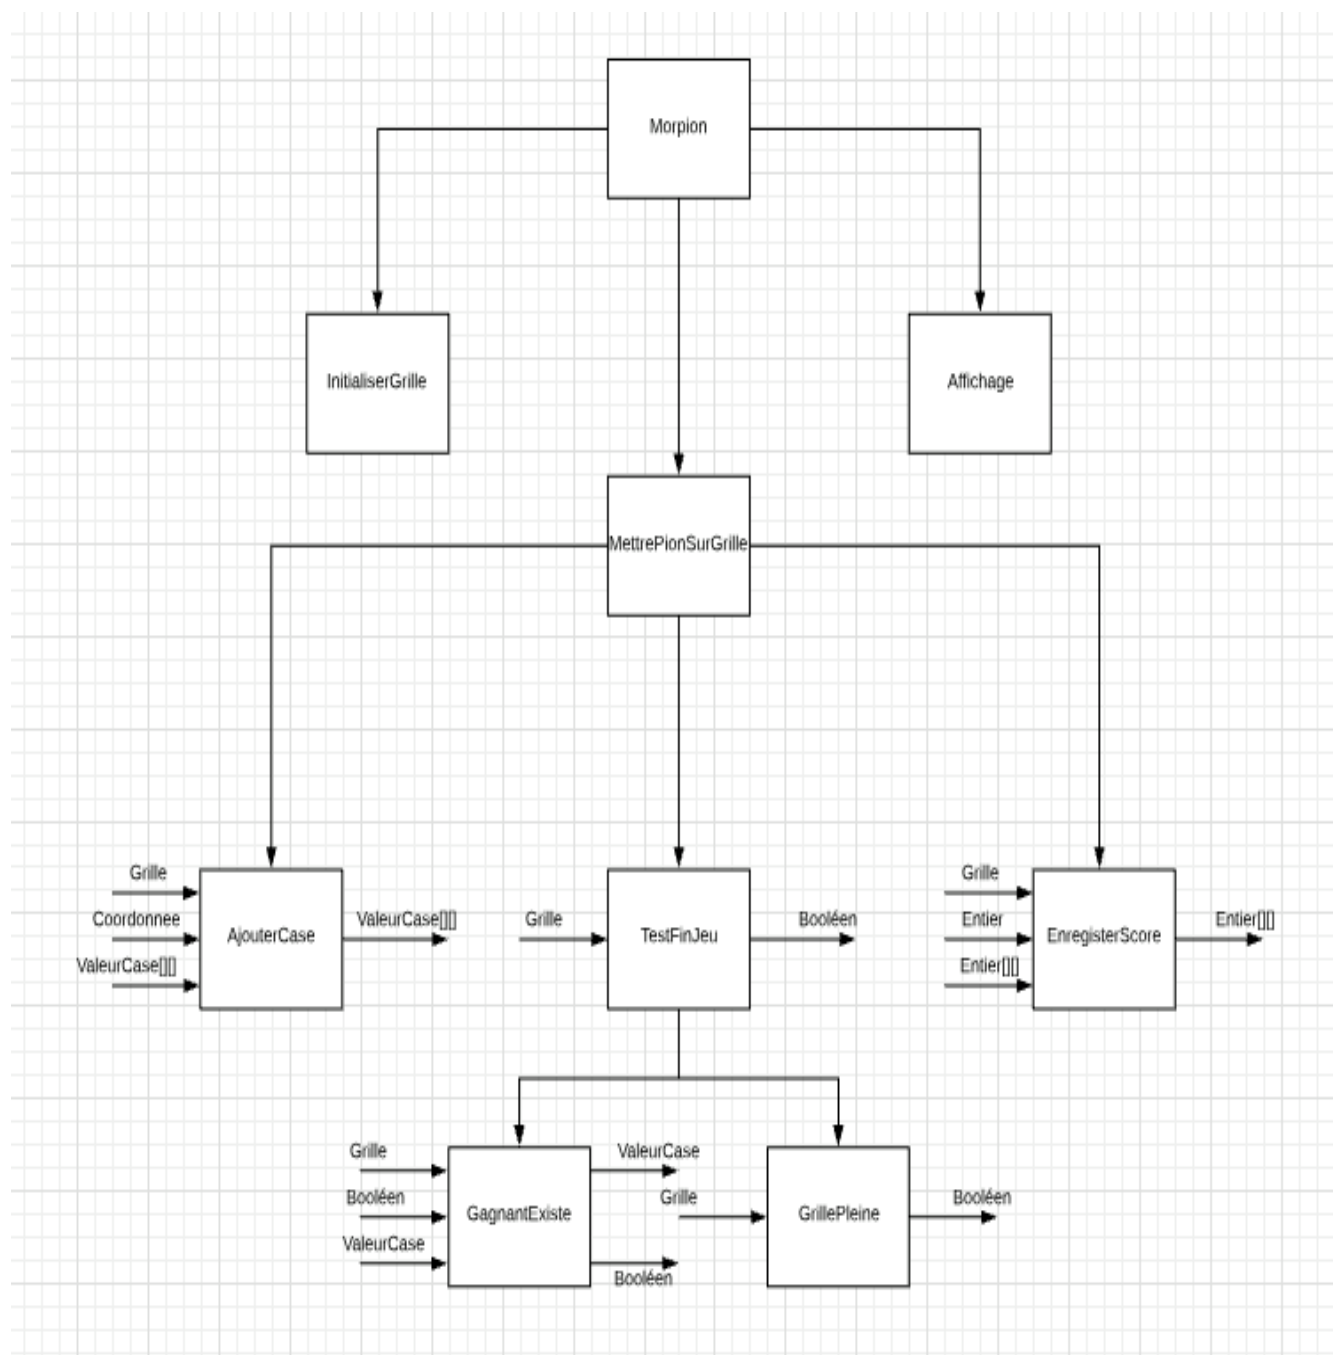 Morpion
InitialiserGrille
Affichage
MettrePionSurGrille
Grille
Coordonnee
ValeurCase[][]
AjouterCase
ValeurCase[][]
Grille
TestFinJeu
Booléen
Grille
Entier
Entier[][]
EnregisterScore
Entier[][]
Grille
Booléen
ValeurCase
GagnantExiste
ValeurCase
Booléen
Grille
GrillePleine
Booléen